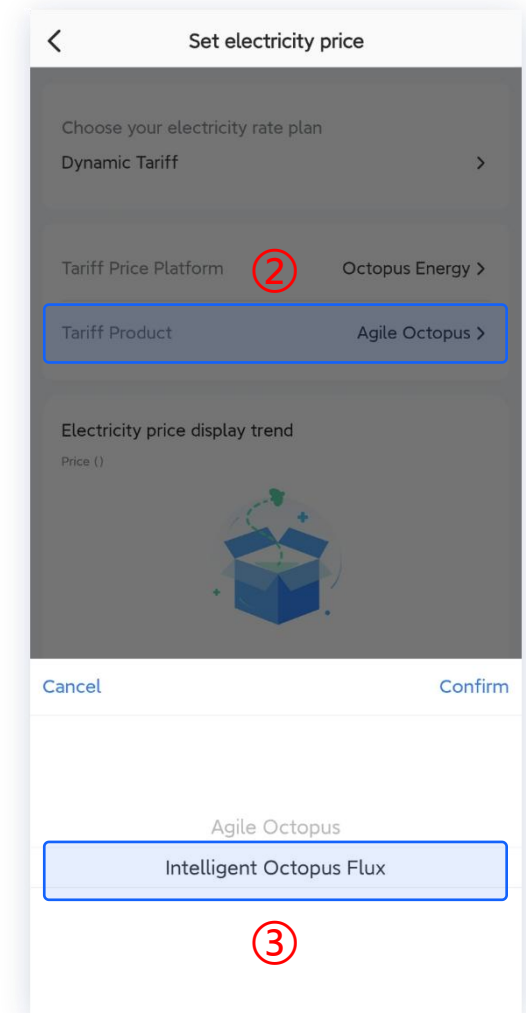 Set electricity price
Choose your electricity rate plan
Dynamic Tariff
Tariff Price Platform ② Octopus Energy
Tariff Product Agile Octopus
Electricity price display trend
Price ()
Cancel Confirm
Agile Octopus
Intelligent Octopus Flux
③